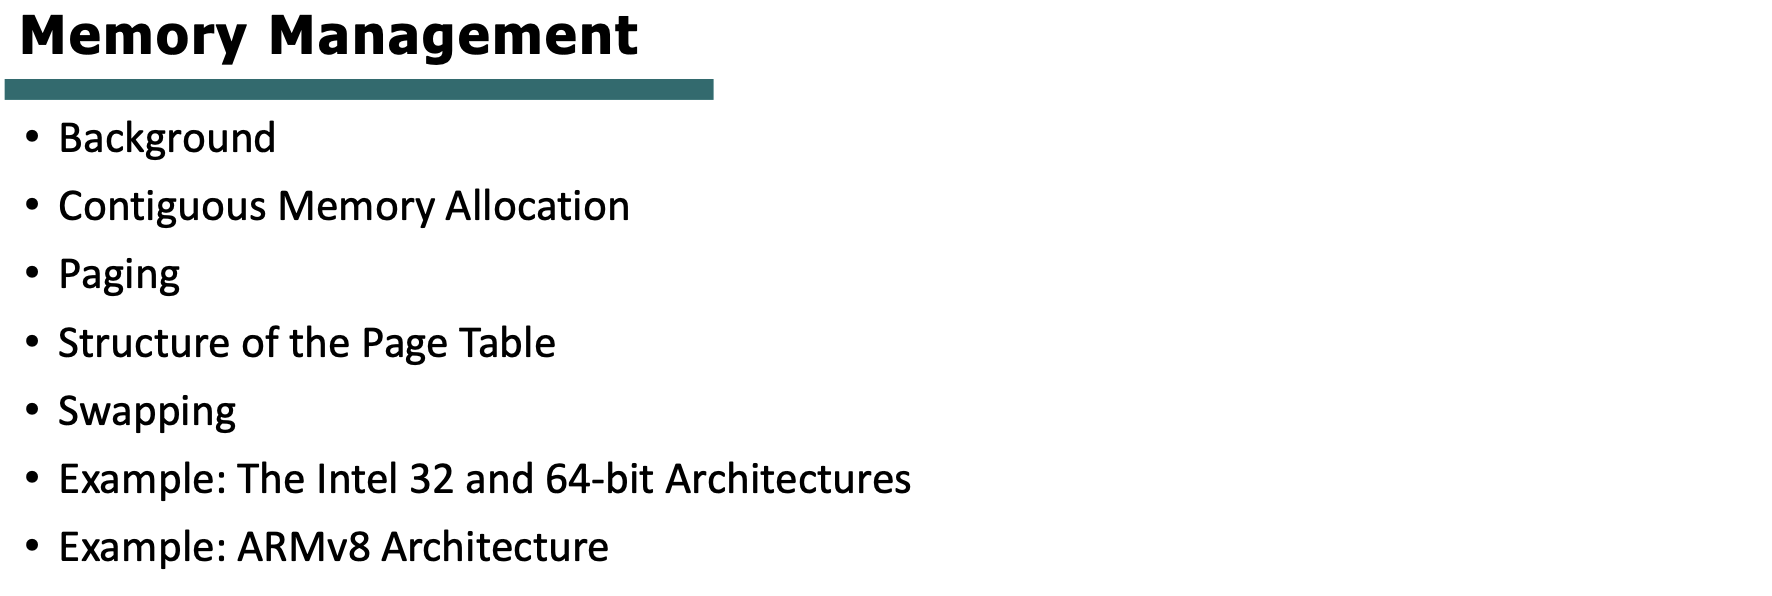 Memory Management
• Background
• Contiguous Memory Allocation
• Paging
• Structure of the Page Table
• Swapping
• Example: The Intel 32 and 64-bit Architectures
• Example: ARMv8 Architecture